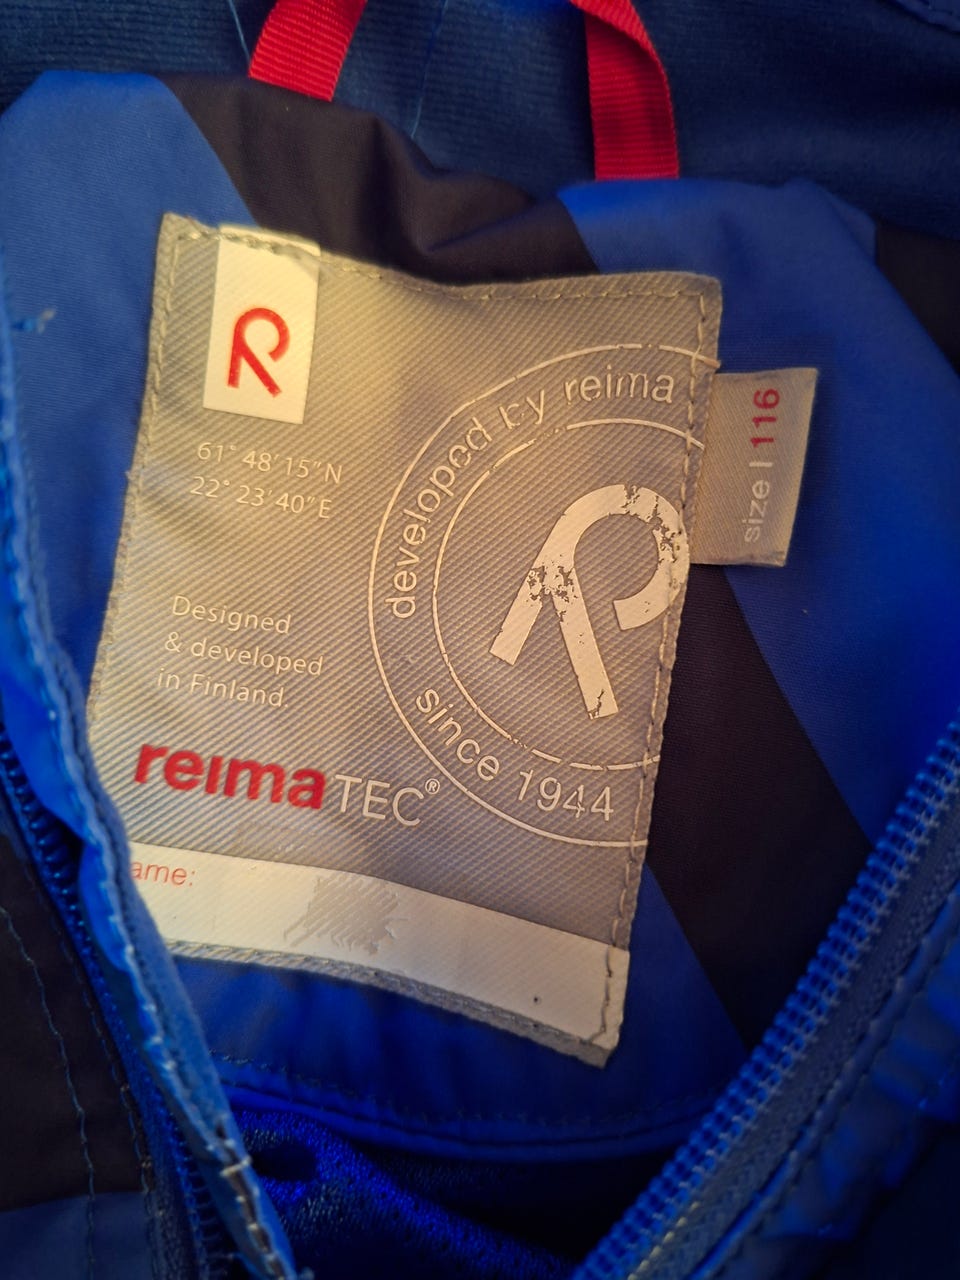 R
61° 48' 15" N
22° 23' 40" E
Designed
& developed
in Finland.
reimaTEC®
ame:
developed by reima
R
since 1944
size | 116